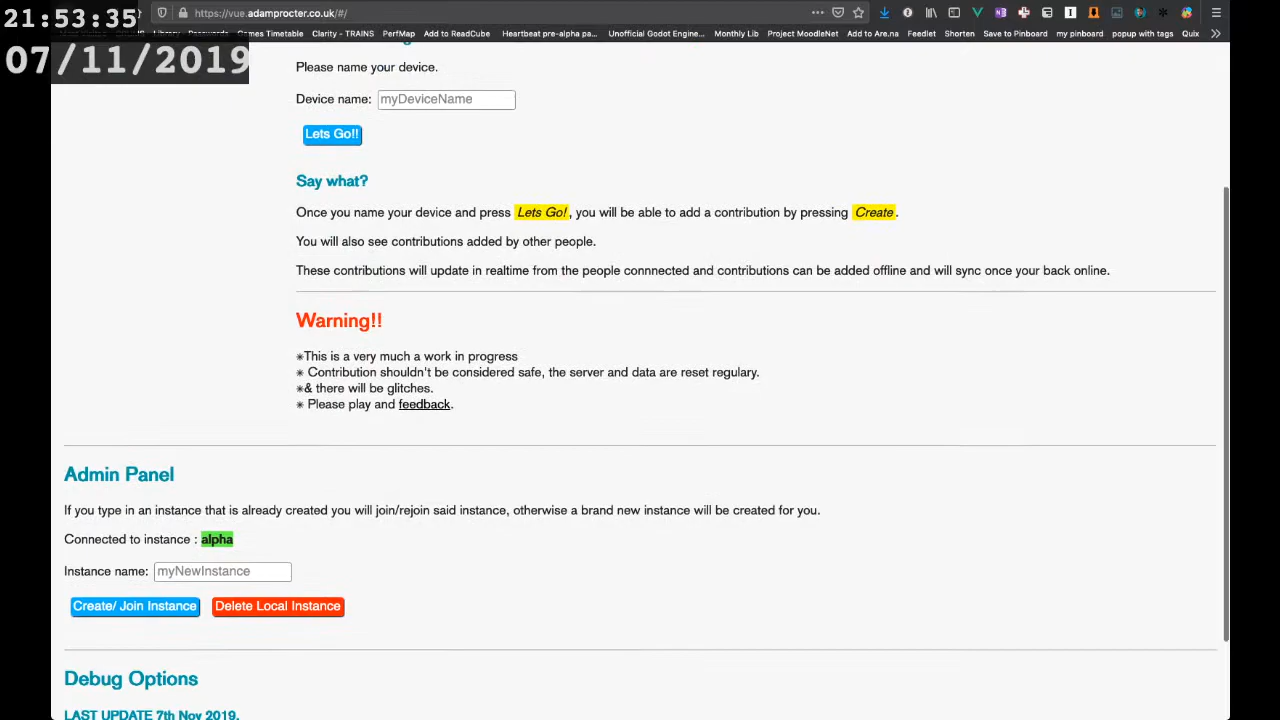 21:53:35
07/11/2019
https://vue.adamprocter.co.uk/#/
Library Passwords Games Timetable Clarity - TRAINS PerfMap Add to ReadCube Heartbeat pre-alpha pa... Unofficial Godot Engine... Monthly Lib Project MoodleNet Add to Are.na Feedlet Shorten Save to Pinboard my pinboard popup with tags Quix
Please name your device.
Device name: myDeviceName
Lets Go!!
Say what?
Once you name your device and press Lets Go!, you will be able to add a contribution by pressing Create.
You will also see contributions added by other people.
These contributions will update in realtime from the people connnected and contributions can be added offline and will sync once your back online.
Warning!!
✳This is a very much a work in progress
✳ Contribution shouldn't be considered safe, the server and data are reset regulary.
✳& there will be glitches.
✳ Please play and feedback.
Admin Panel
If you type in an instance that is already created you will join/rejoin said instance, otherwise a brand new instance will be created for you.
Connected to instance : alpha
Instance name: myNewInstance
Create/ Join Instance Delete Local Instance
Debug Options
LAST UPDATE 7th Nov 2019.